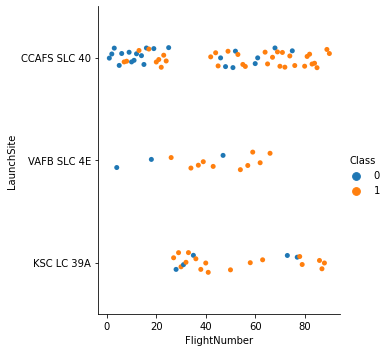 CCAFS SLC 40
VAFB SLC 4E
KSC LC 39A
LaunchSite
0 20 40 60 80
FlightNumber
Class
0
1